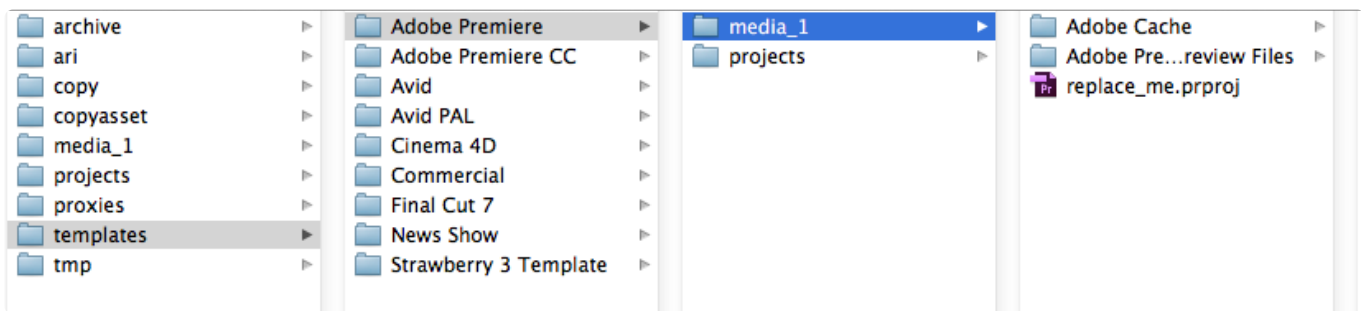 archive
ari
copy
copyasset
media_1
projects
proxies
templates
tmp
Adobe Premiere
Adobe Premiere CC
Avid
Avid PAL
Cinema 4D
Commercial
Final Cut 7
News Show
Strawberry 3 Template
media_1
projects
Adobe Cache
Adobe Pre...review Files
Pr replace_me.prproj